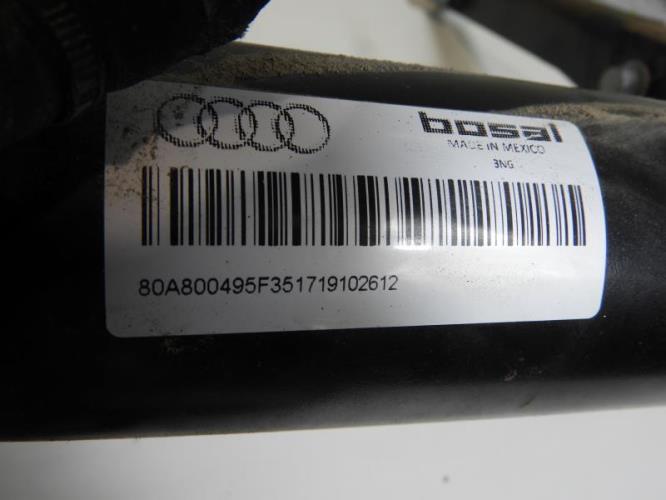 bosal
MADE IN MEXICO
3NG
80A800495F351719102612